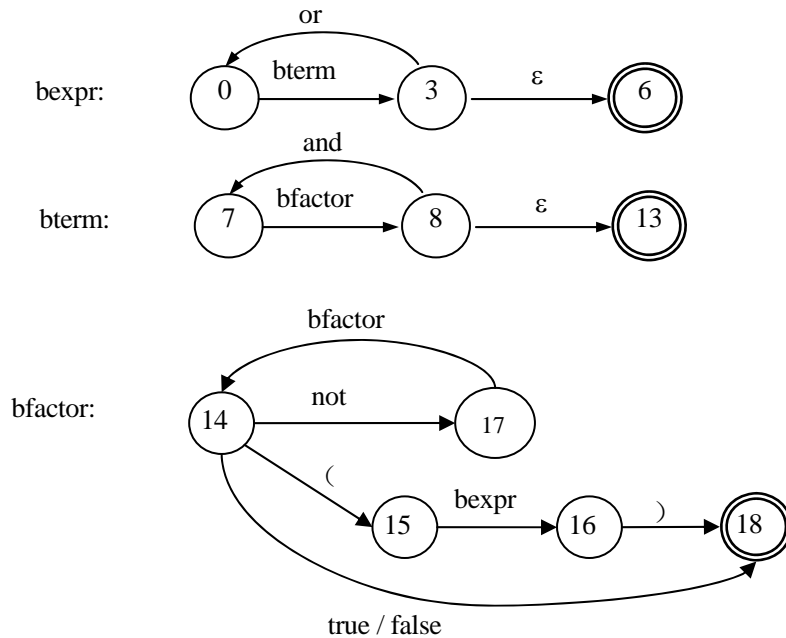 or
bexpr: 0 bterm 3 ε 6
and
bterm: 7 bfactor 8 ε 13
bfactor
bfactor: 14 not 17
(
15 bexpr 16 ) 18
true / false